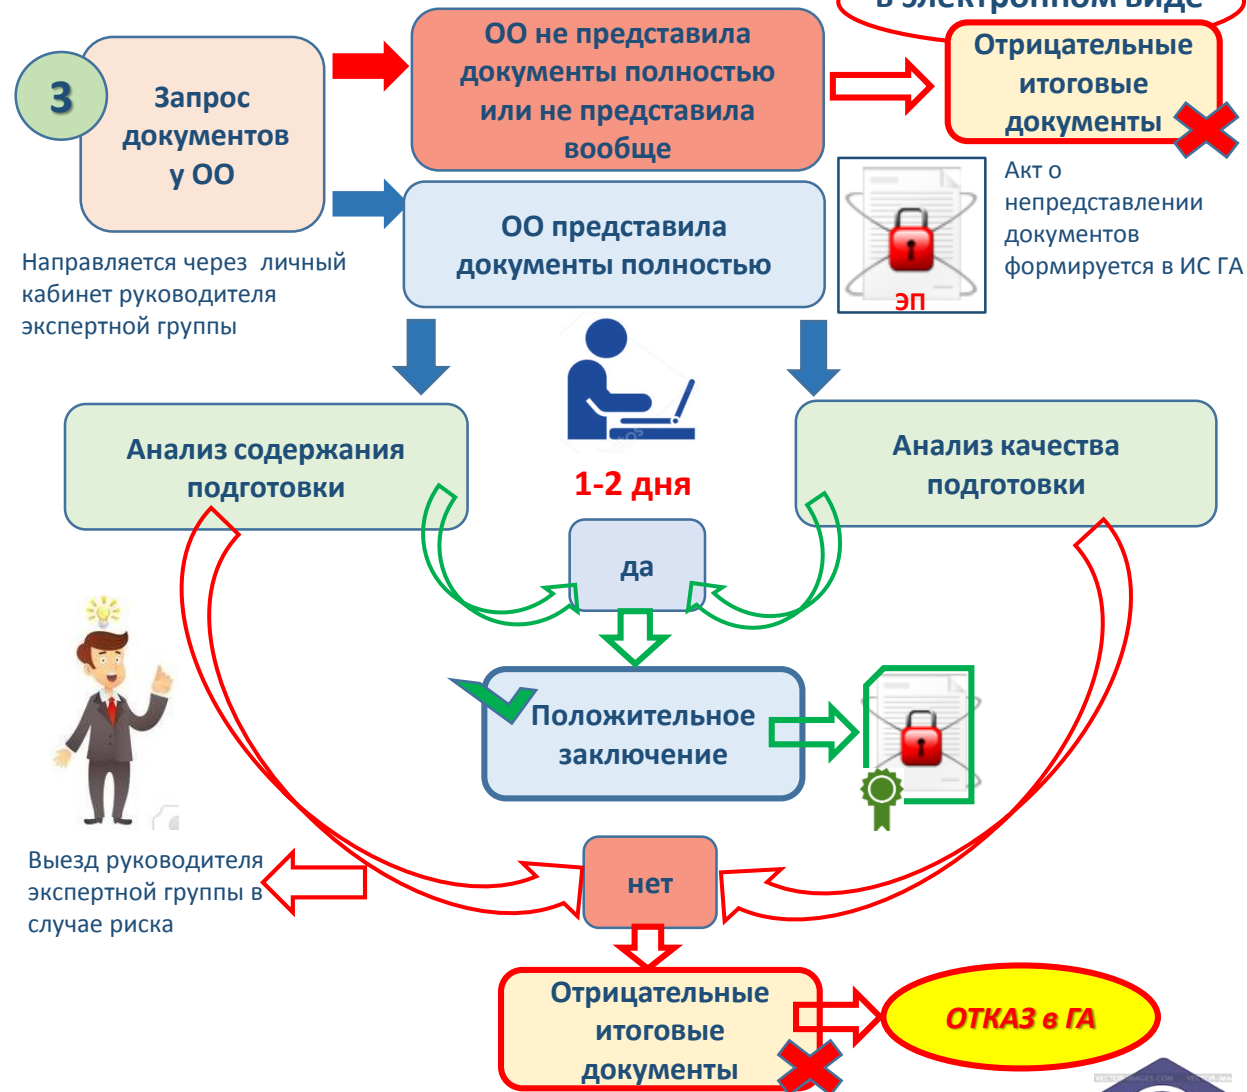 в электронном виде
3
Запрос
документов
у ОО
ОО не представила
документы полностью
или не представила
вообще
Отрицательные
итоговые
документы
ОО представила
документы полностью
ЭП
Акт о
непредставлении
документов
формируется в ИС ГА
Направляется через личный
кабинет руководителя
экспертной группы
Анализ содержания
подготовки
1-2 дня
Анализ качества
подготовки
да
Положительное
заключение
Выезд руководителя
экспертной группы в
случае риска
нет
Отрицательные
итоговые
документы
ОТКАЗ в ГА